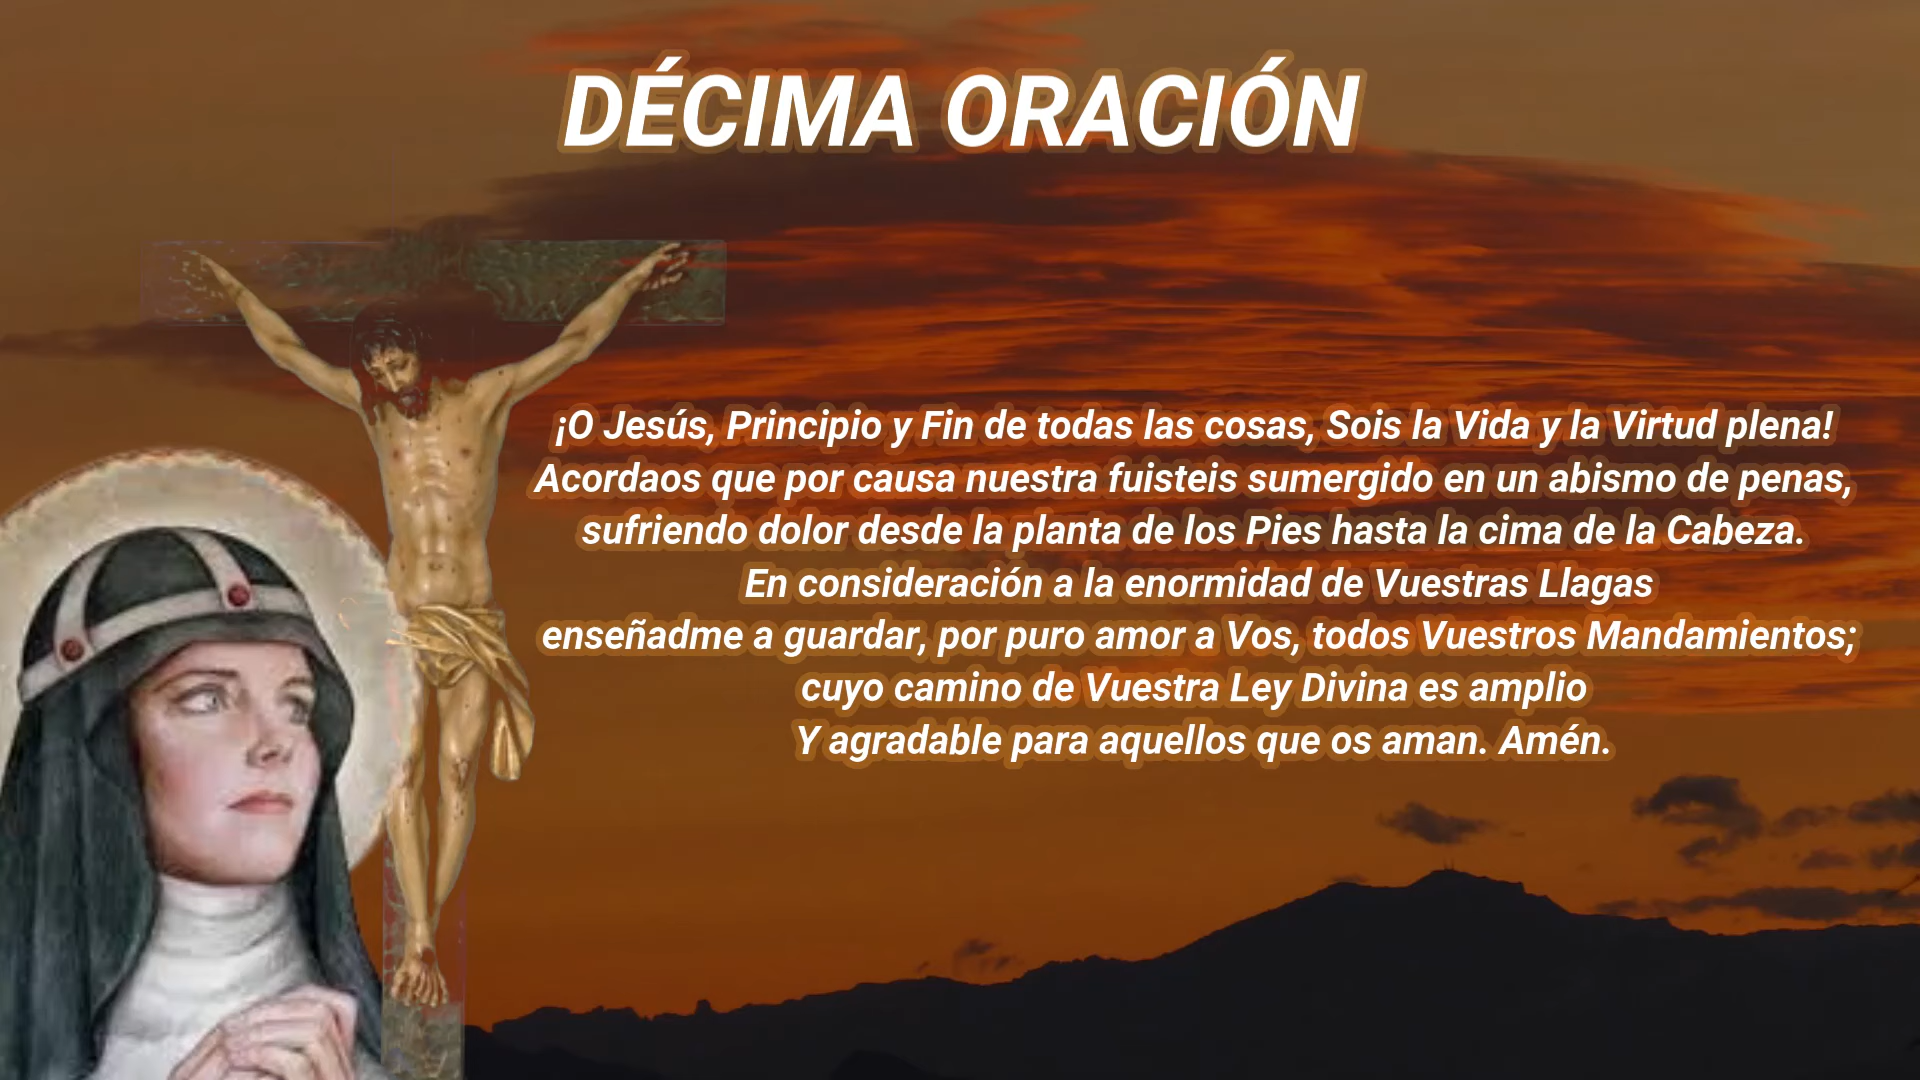 DÉCIMA ORACIÓN
¡O Jesús, Principio y Fin de todas las cosas, Sois la Vida y la Virtud plena!
Acordaos que por causa nuestra fuisteis sumergido en un abismo de penas,
sufriendo dolor desde la planta de los Pies hasta la cima de la Cabeza.
En consideración a la enormidad de Vuestras Llagas
enseñadme a guardar, por puro amor a Vos, todos Vuestros Mandamientos;
cuyo camino de Vuestra Ley Divina es amplio
Y agradable para aquellos que os aman. Amén.